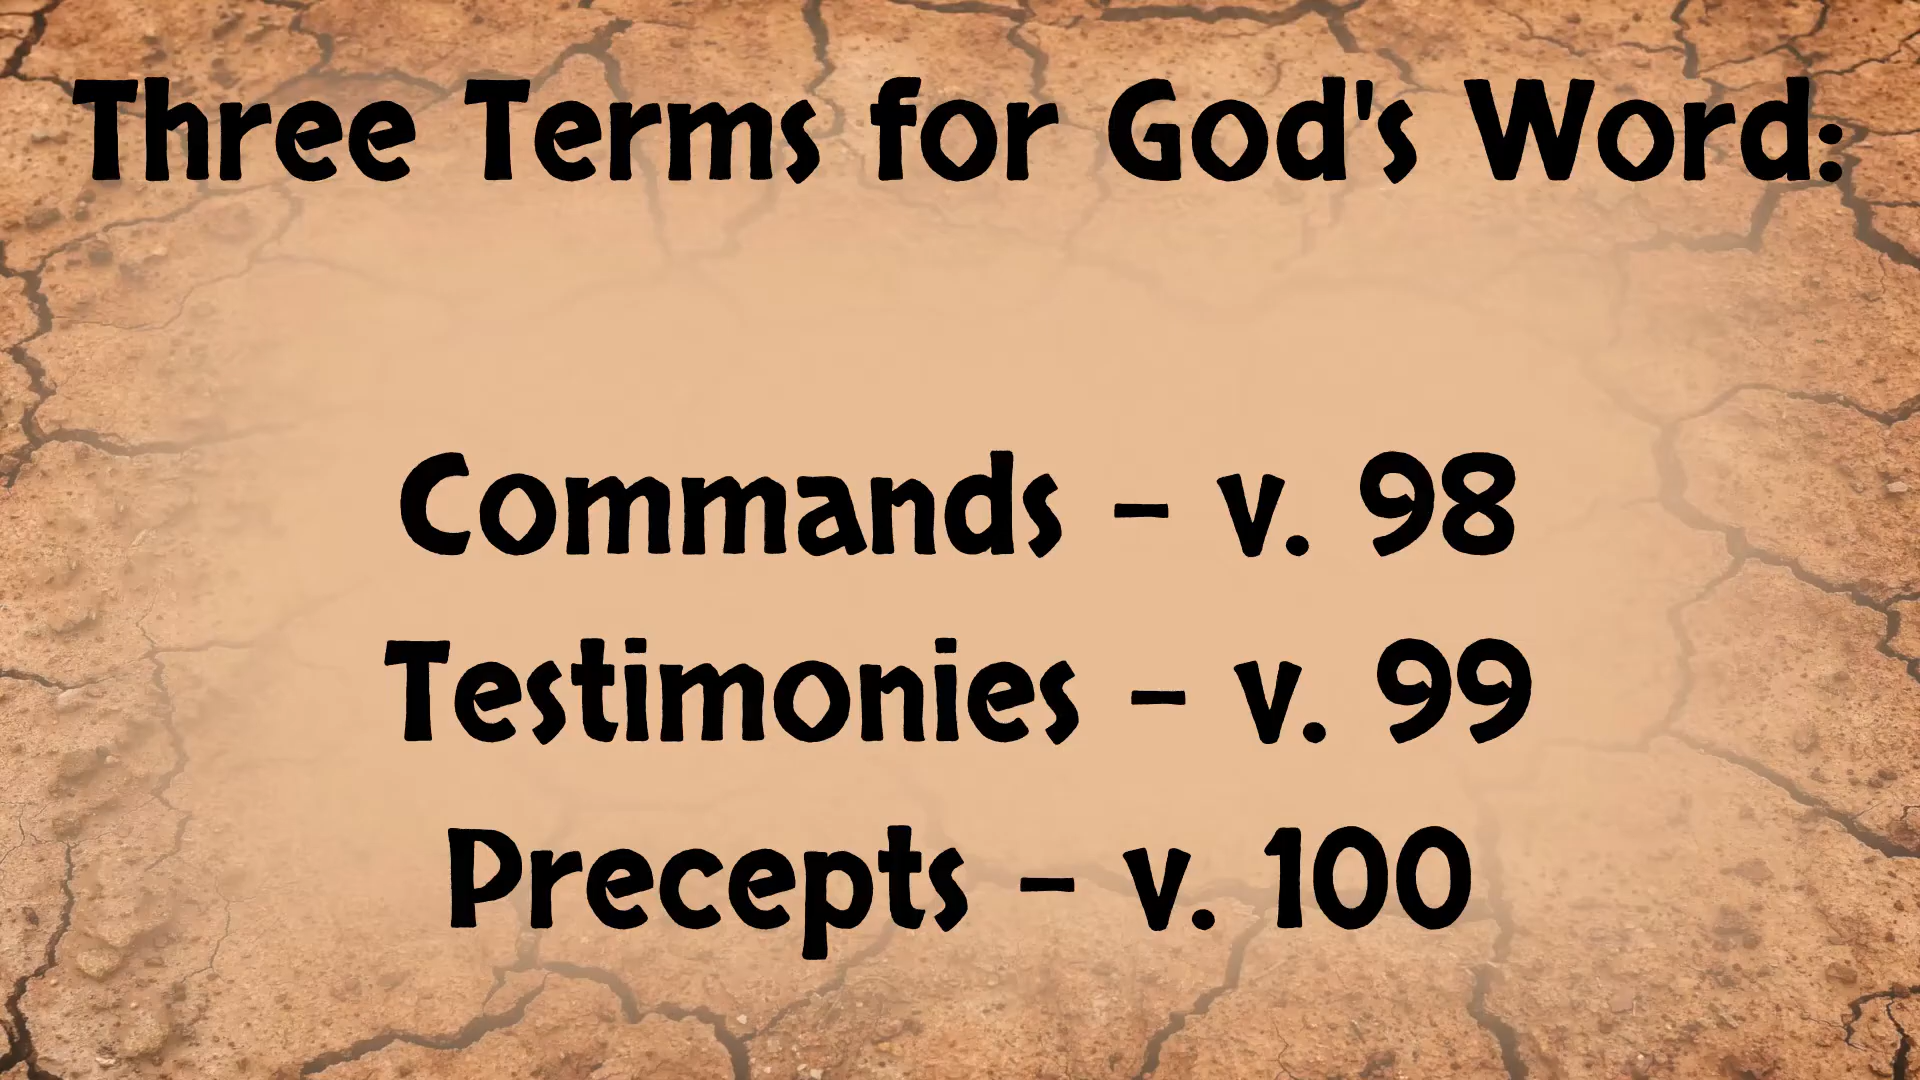 Three Terms for God's Word:
Commands – v. 98
Testimonies – v. 99
Precepts – v. 100